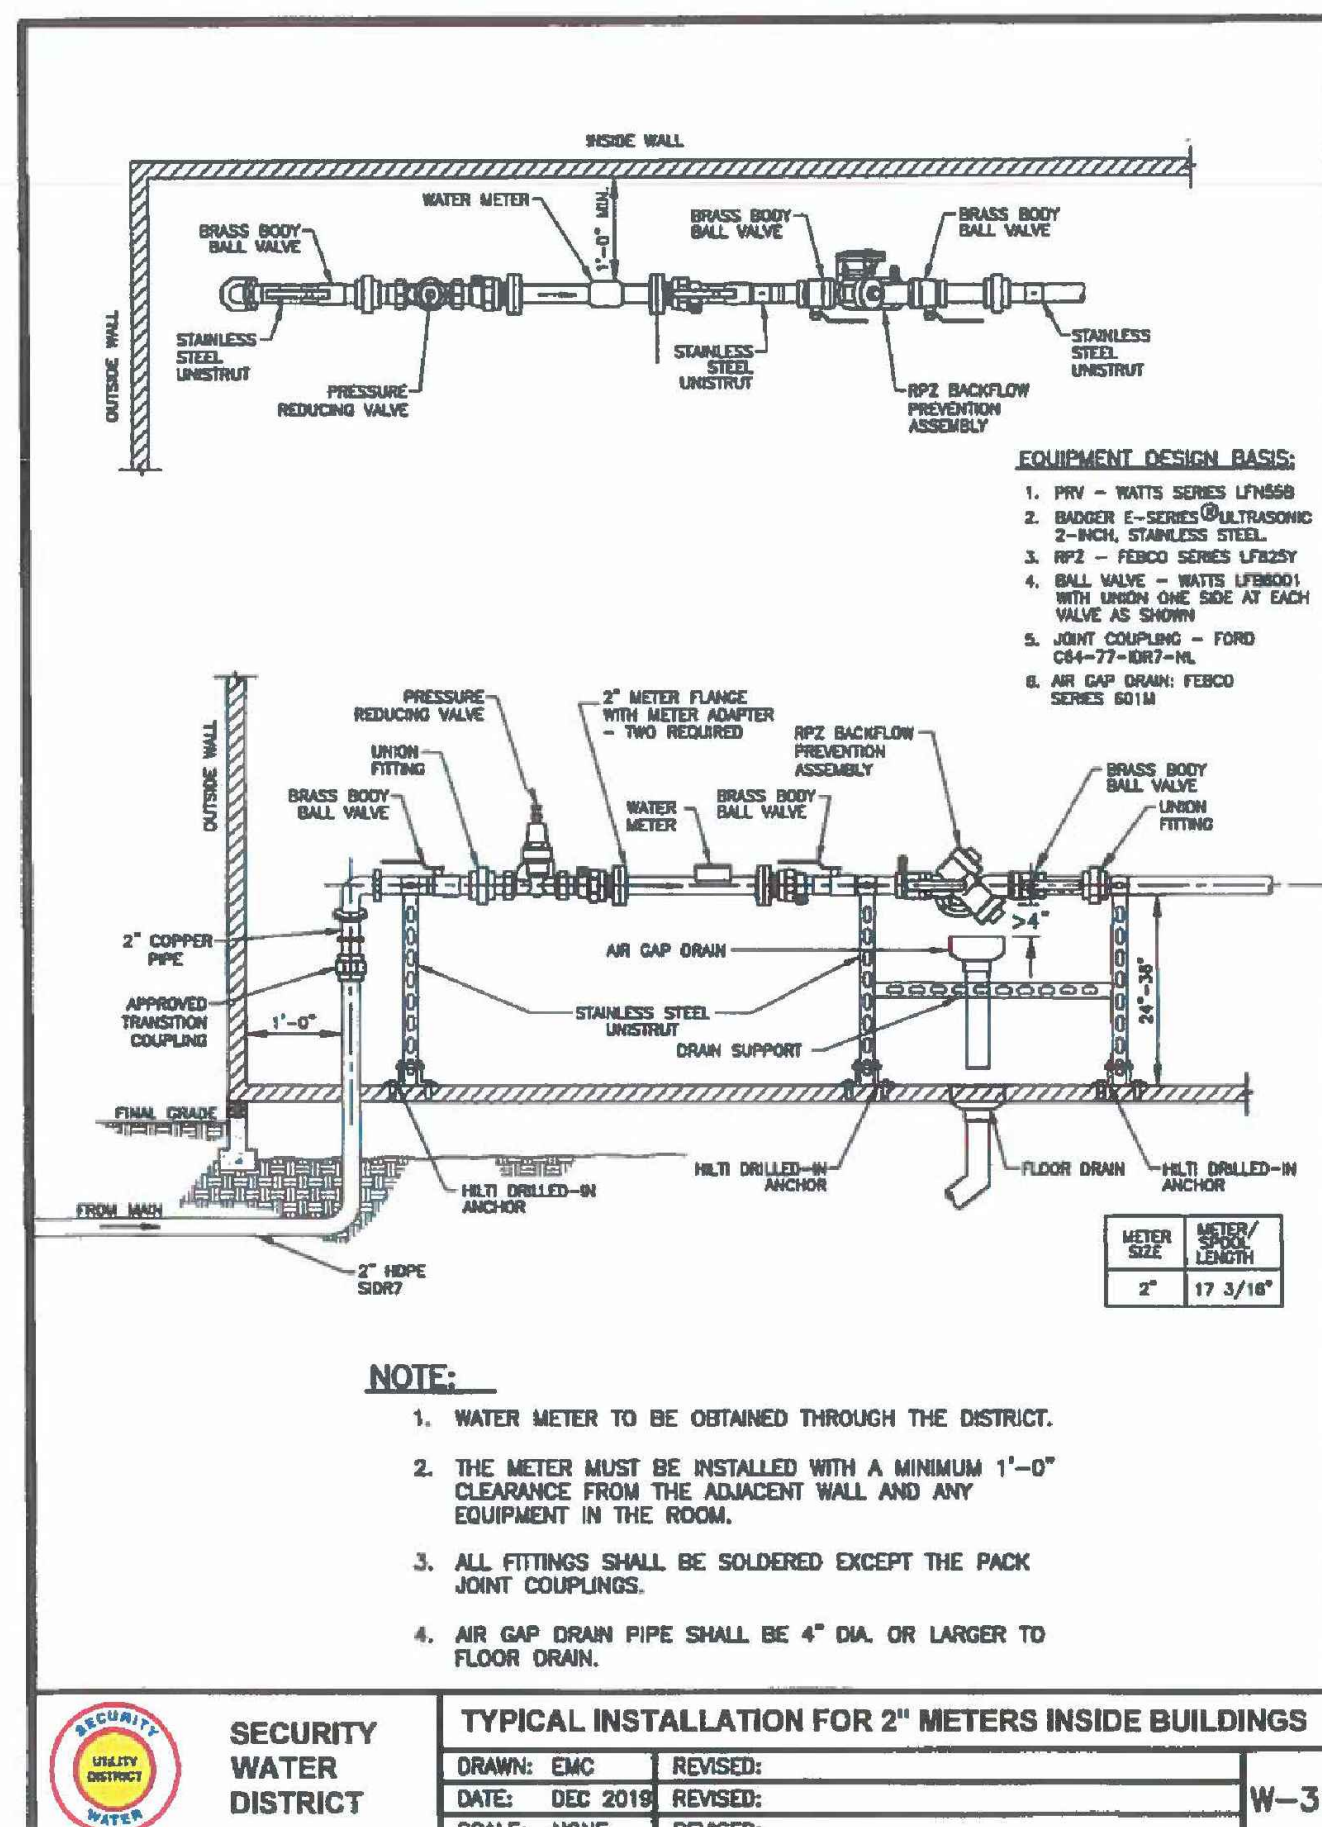 INSIDE WALL
WATER METER
1'-0" MIN.
BRASS BODY
BALL VALVE
BRASS BODY
BALL VALVE
BRASS BODY
BALL VALVE
OUTSIDE WALL
STAINLESS
STEEL
UNISTRUT
PRESSURE
REDUCING VALVE
STAINLESS
STEEL
UNISTRUT
RPZ BACKFLOW
PREVENTION
ASSEMBLY
STAINLESS
STEEL
UNISTRUT
EQUIPMENT DESIGN BASIS:
1. PRV - WATTS SERIES LFN55B
2. BADGER E-SERIES® ULTRASONIC
2-INCH, STAINLESS STEEL
3. RPZ - FEBCO SERIES LF825Y
4. BALL VALVE - WATTS LFB6001
WITH UNION ONE SIDE AT EACH
VALVE AS SHOWN
5. JOINT COUPLING - FORD
C84-77-IDR7-NL
6. AIR GAP DRAIN: FEBCO
SERIES 601M
OUTSIDE WALL
PRESSURE
REDUCING VALVE
UNION
FITTING
BRASS BODY
BALL VALVE
2" METER FLANGE
WITH METER ADAPTER
- TWO REQUIRED
WATER
METER
BRASS BODY
BALL VALVE
RPZ BACKFLOW
PREVENTION
ASSEMBLY
BRASS BODY
BALL VALVE
UNION
FITTING
2" COPPER
PIPE
APPROVED
TRANSITION
COUPLING
1'-0"
AIR GAP DRAIN
>4"
STAINLESS STEEL
UNISTRUT
DRAIN SUPPORT
24"-36"
FINAL GRADE
FROM MAIN
HILTI DRILLED-IN
ANCHOR
HILTI DRILLED-IN
ANCHOR
FLOOR DRAIN
HILTI DRILLED-IN
ANCHOR
2" HDPE
SIDR7
METER
SIZE
METER/
SPOOL
LENGTH
2"
17 3/16"
NOTE:
1. WATER METER TO BE OBTAINED THROUGH THE DISTRICT.
2. THE METER MUST BE INSTALLED WITH A MINIMUM 1'-0"
CLEARANCE FROM THE ADJACENT WALL AND ANY
EQUIPMENT IN THE ROOM.
3. ALL FITTINGS SHALL BE SOLDERED EXCEPT THE PACK
JOINT COUPLINGS.
4. AIR GAP DRAIN PIPE SHALL BE 4" DIA. OR LARGER TO
FLOOR DRAIN.
SECURITY
UTILITY
DISTRICT
WATER
SECURITY
WATER
DISTRICT
TYPICAL INSTALLATION FOR 2" METERS INSIDE BUILDINGS
DRAWN: EMC
REVISED:
DATE: DEC 2019
REVISED:
SCALE: NONE
REVISED:
W-3